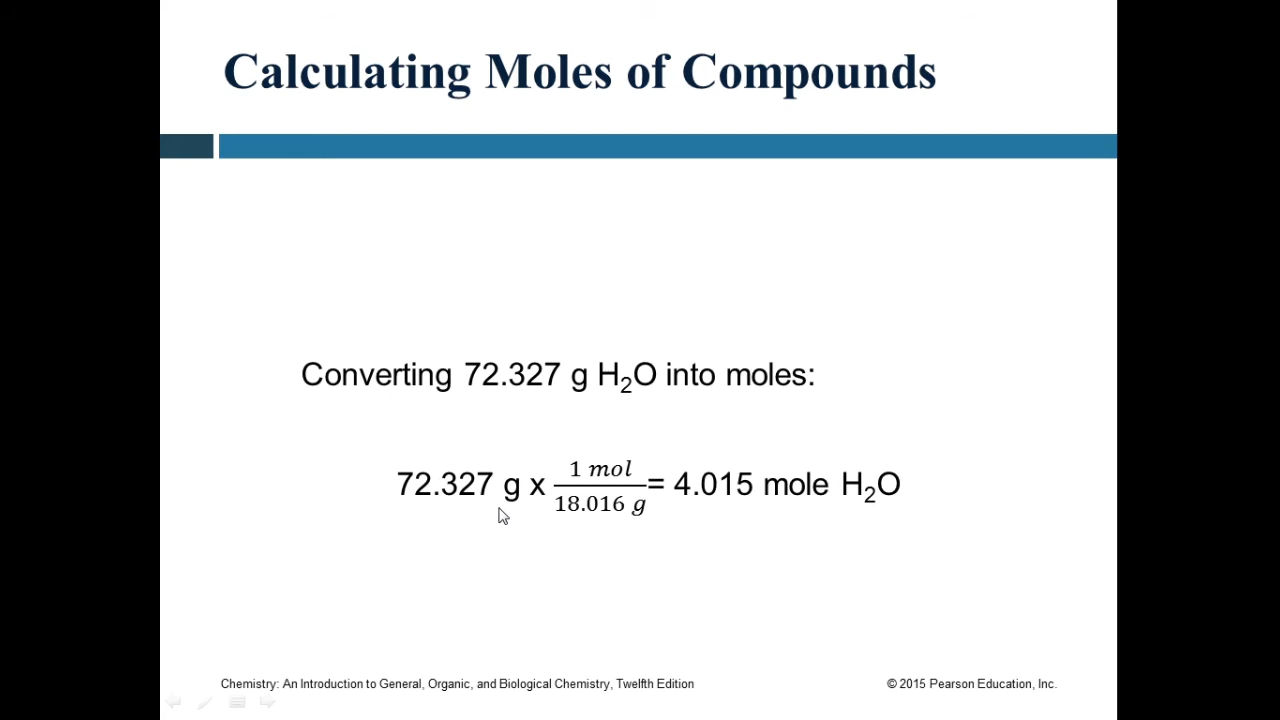 Calculating Moles of Compounds
Converting 72.327 g H₂O into moles:
72.327 g x 1 mol / 18.016 g = 4.015 mole H₂O
Chemistry: An Introduction to General, Organic, and Biological Chemistry, Twelfth Edition
© 2015 Pearson Education, Inc.